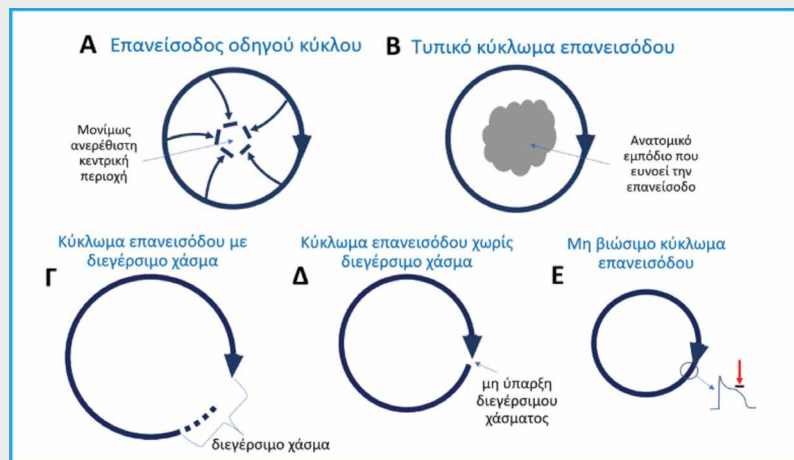 Α Επανείσοδος οδηγού κύκλου
Μονίμως
ανερέθιστη
κεντρική
περιοχή
Β Τυπικό κύκλωμα επανεισόδου
Ανατομικό
εμπόδιο που
ευνοεί την
επανείσοδο
Κύκλωμα επανεισόδου με
διεγέρσιμο χάσμα
Γ
διεγέρσιμο χάσμα
Κύκλωμα επανεισόδου χωρίς
διεγέρσιμο χάσμα
Δ
μη ύπαρξη
διεγέρσιμου
χάσματος
Μη βιώσιμο κύκλωμα
επανεισόδου
Ε